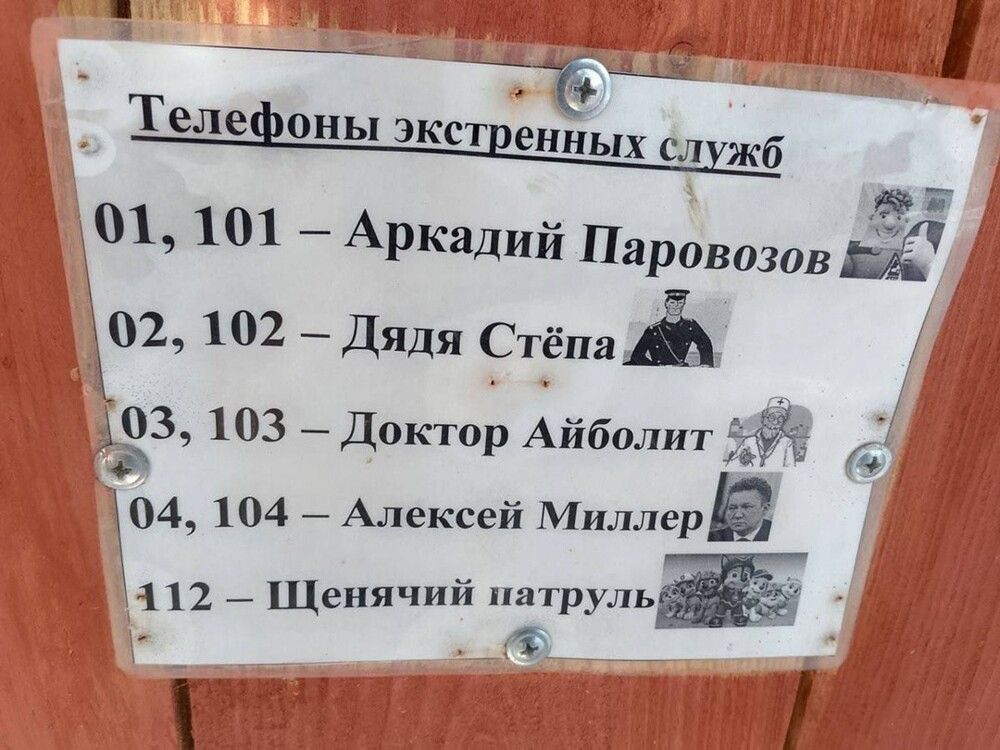 Телефоны экстренных служб
01, 101 – Аркадий Паровозов
02, 102 – Дядя Стёпа
03, 103 – Доктор Айболит
04, 104 – Алексей Миллер
112 – Щенячий патруль